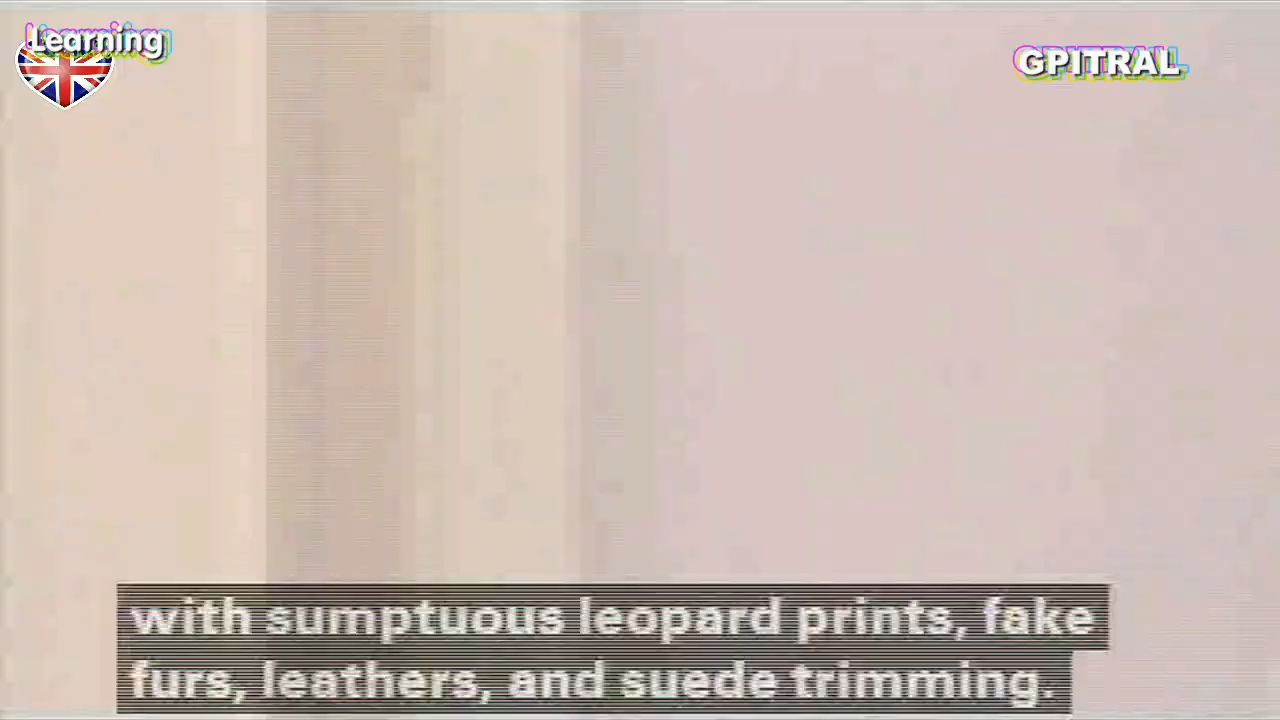 Learning
GPITRAL
with sumptuous leopard prints, fake
furs, leathers, and suede trimming.